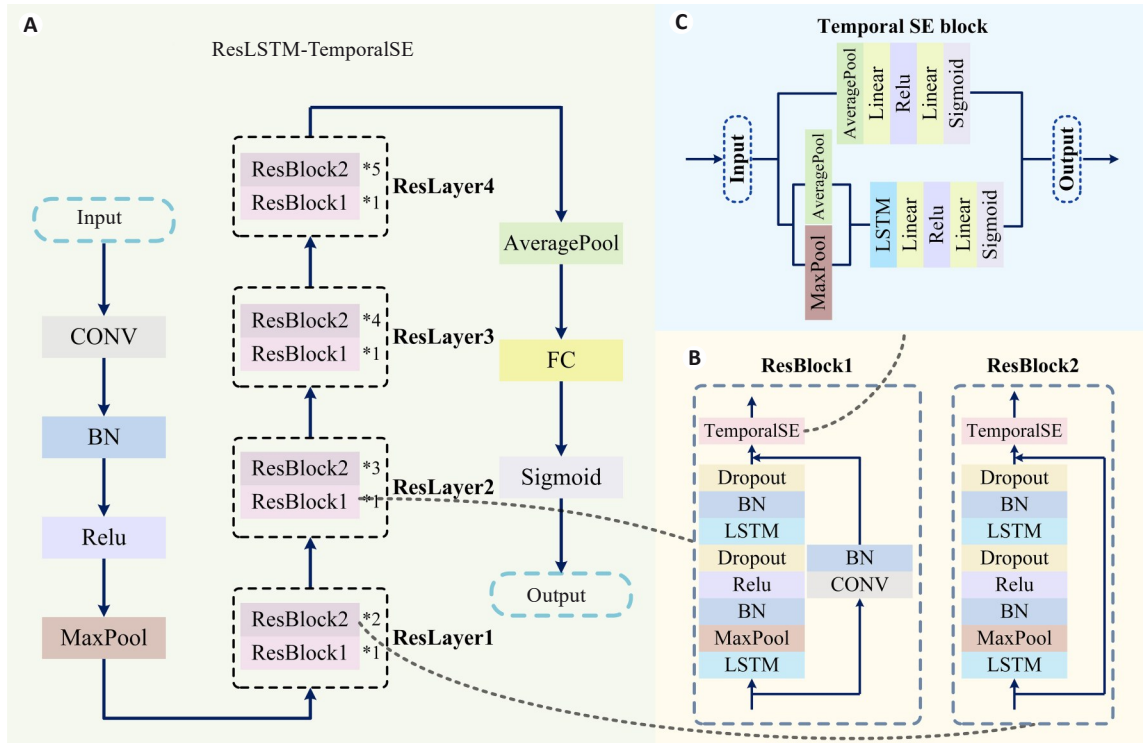 A
ResLSTM-TemporalSE
Input
CONV
BN
Relu
MaxPool
ResBlock2 *5
ResBlock1 *1
ResLayer4
ResBlock2 *4
ResBlock1 *1
ResLayer3
ResBlock2 *3
ResBlock1 *1
ResLayer2
ResBlock2 *2
ResBlock1 *1
ResLayer1
AveragePool
FC
Sigmoid
Output
C
Temporal SE block
Input
AveragePool
Linear
Relu
Linear
Sigmoid
AveragePool
MaxPool
LSTM
Linear
Relu
Linear
Sigmoid
Output
B
ResBlock1
TemporalSE
Dropout
BN
LSTM
Dropout
Relu
BN
MaxPool
LSTM
BN
CONV
ResBlock2
TemporalSE
Dropout
BN
LSTM
Dropout
Relu
BN
MaxPool
LSTM